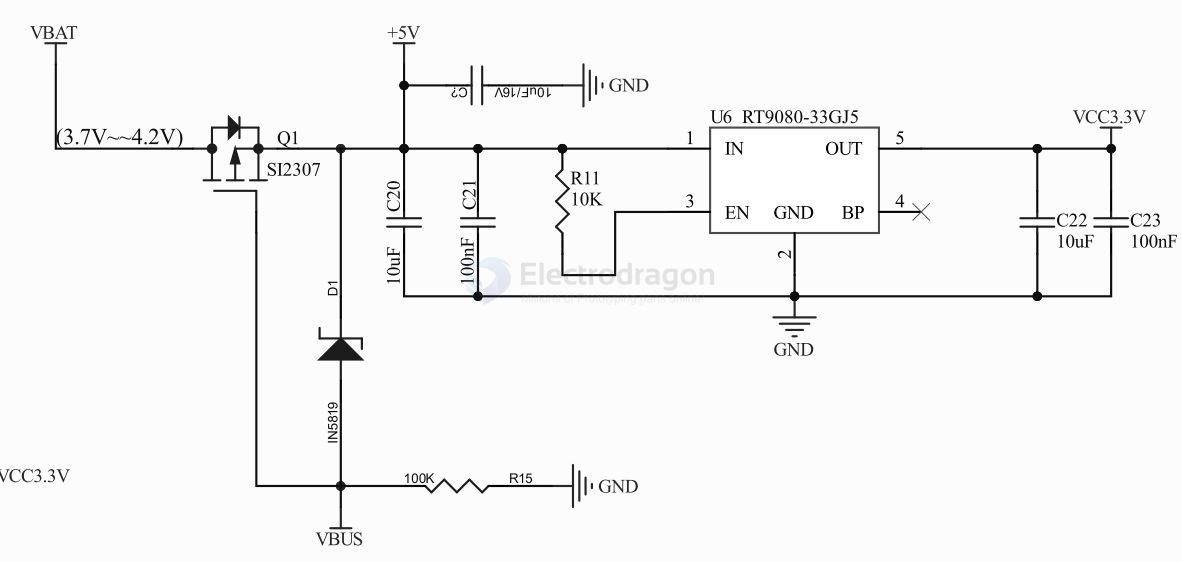 VBAT
+5V
C?
10uF/16V
GND
U6 RT9080-33GJ5
VCC3.3V
(3.7V~~4.2V)
Q1
SI2307
1
IN
OUT
5
R11
10K
3
EN
GND
BP
4
C20
10uF
C21
100nF
2
C22
10uF
C23
100nF
Electrodragon
GND
D1
IN5819
VCC3.3V
100K
R15
GND
VBUS